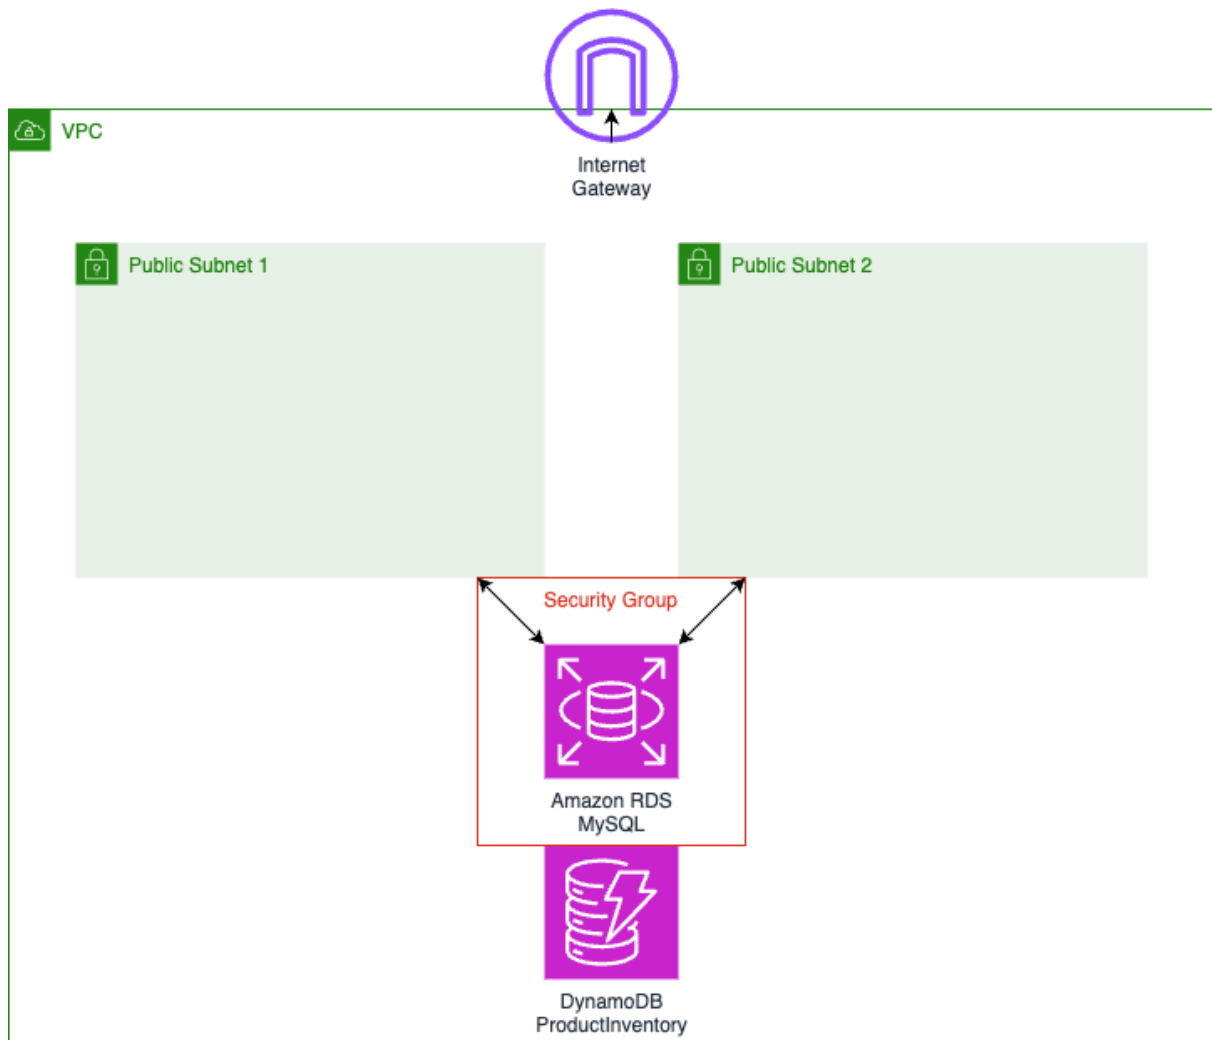 VPC
Internet
Gateway
Public Subnet 1
Public Subnet 2
Security Group
Amazon RDS
MySQL
DynamoDB
ProductInventory